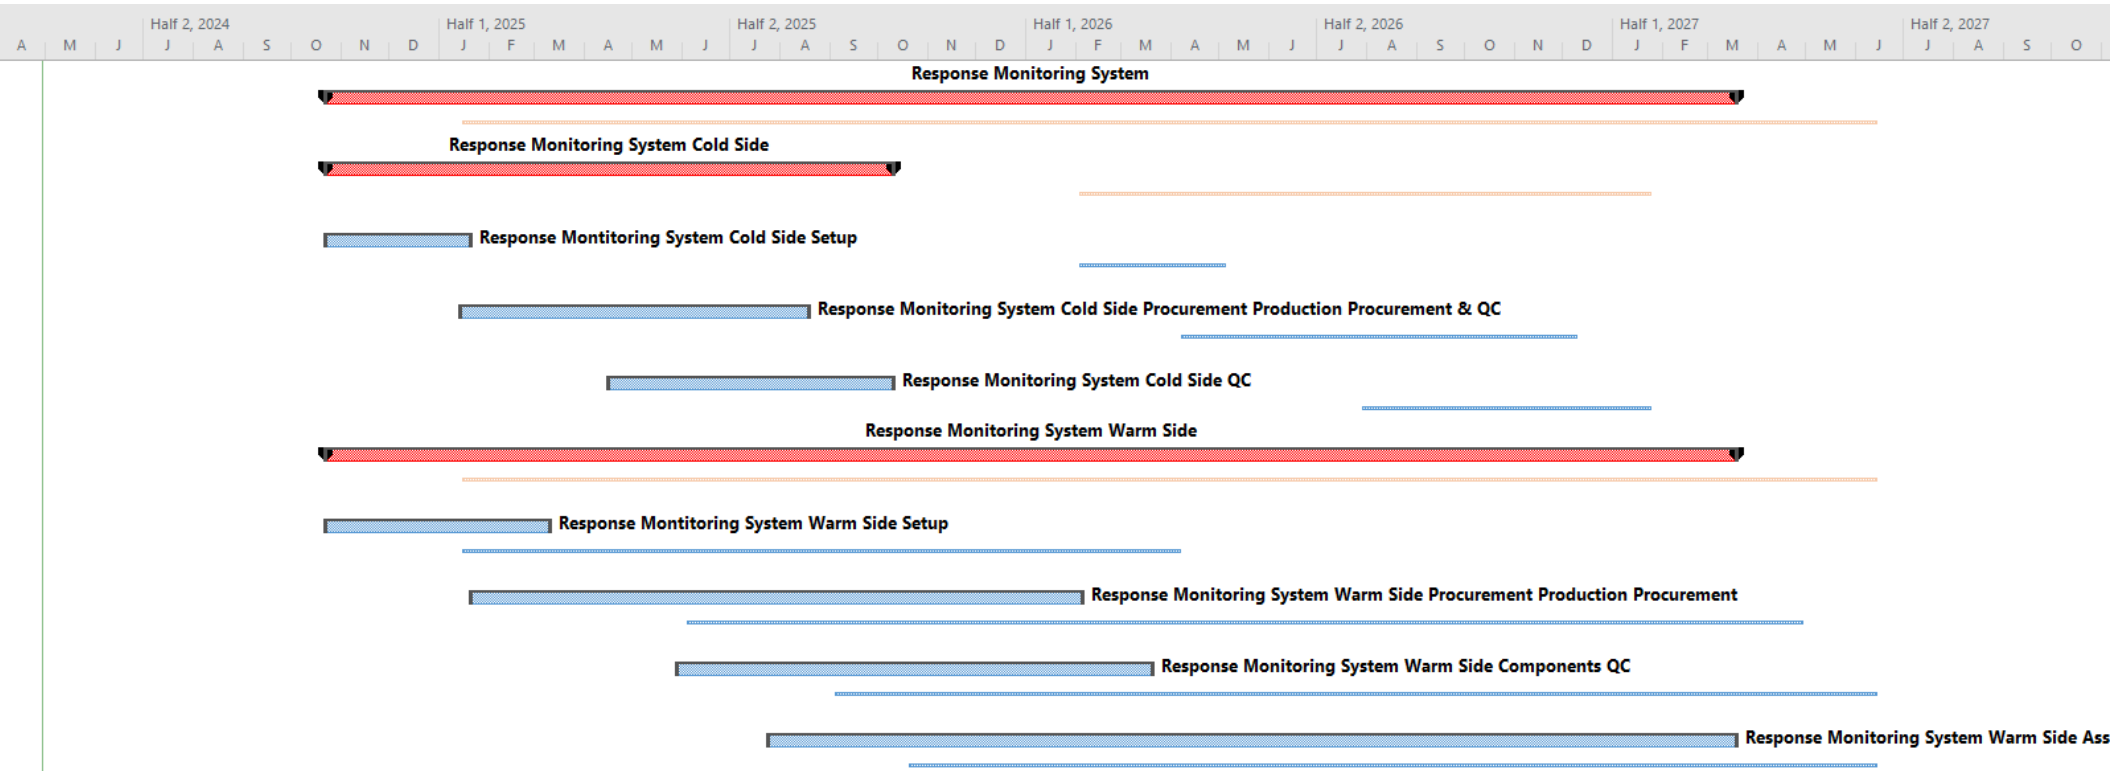 Half 2, 2024 Half 1, 2025 Half 2, 2025 Half 1, 2026 Half 2, 2026 Half 1, 2027 Half 2, 2027
A M J J A S O N D J F M A M J J A S O N D J F M A M J J A S O N D J F M A M J J A S O
Response Monitoring System
Response Monitoring System Cold Side
Response Montitoring System Cold Side Setup
Response Monitoring System Cold Side Procurement Production Procurement & QC
Response Monitoring System Cold Side QC
Response Monitoring System Warm Side
Response Montitoring System Warm Side Setup
Response Monitoring System Warm Side Procurement Production Procurement
Response Monitoring System Warm Side Components QC
Response Monitoring System Warm Side Ass